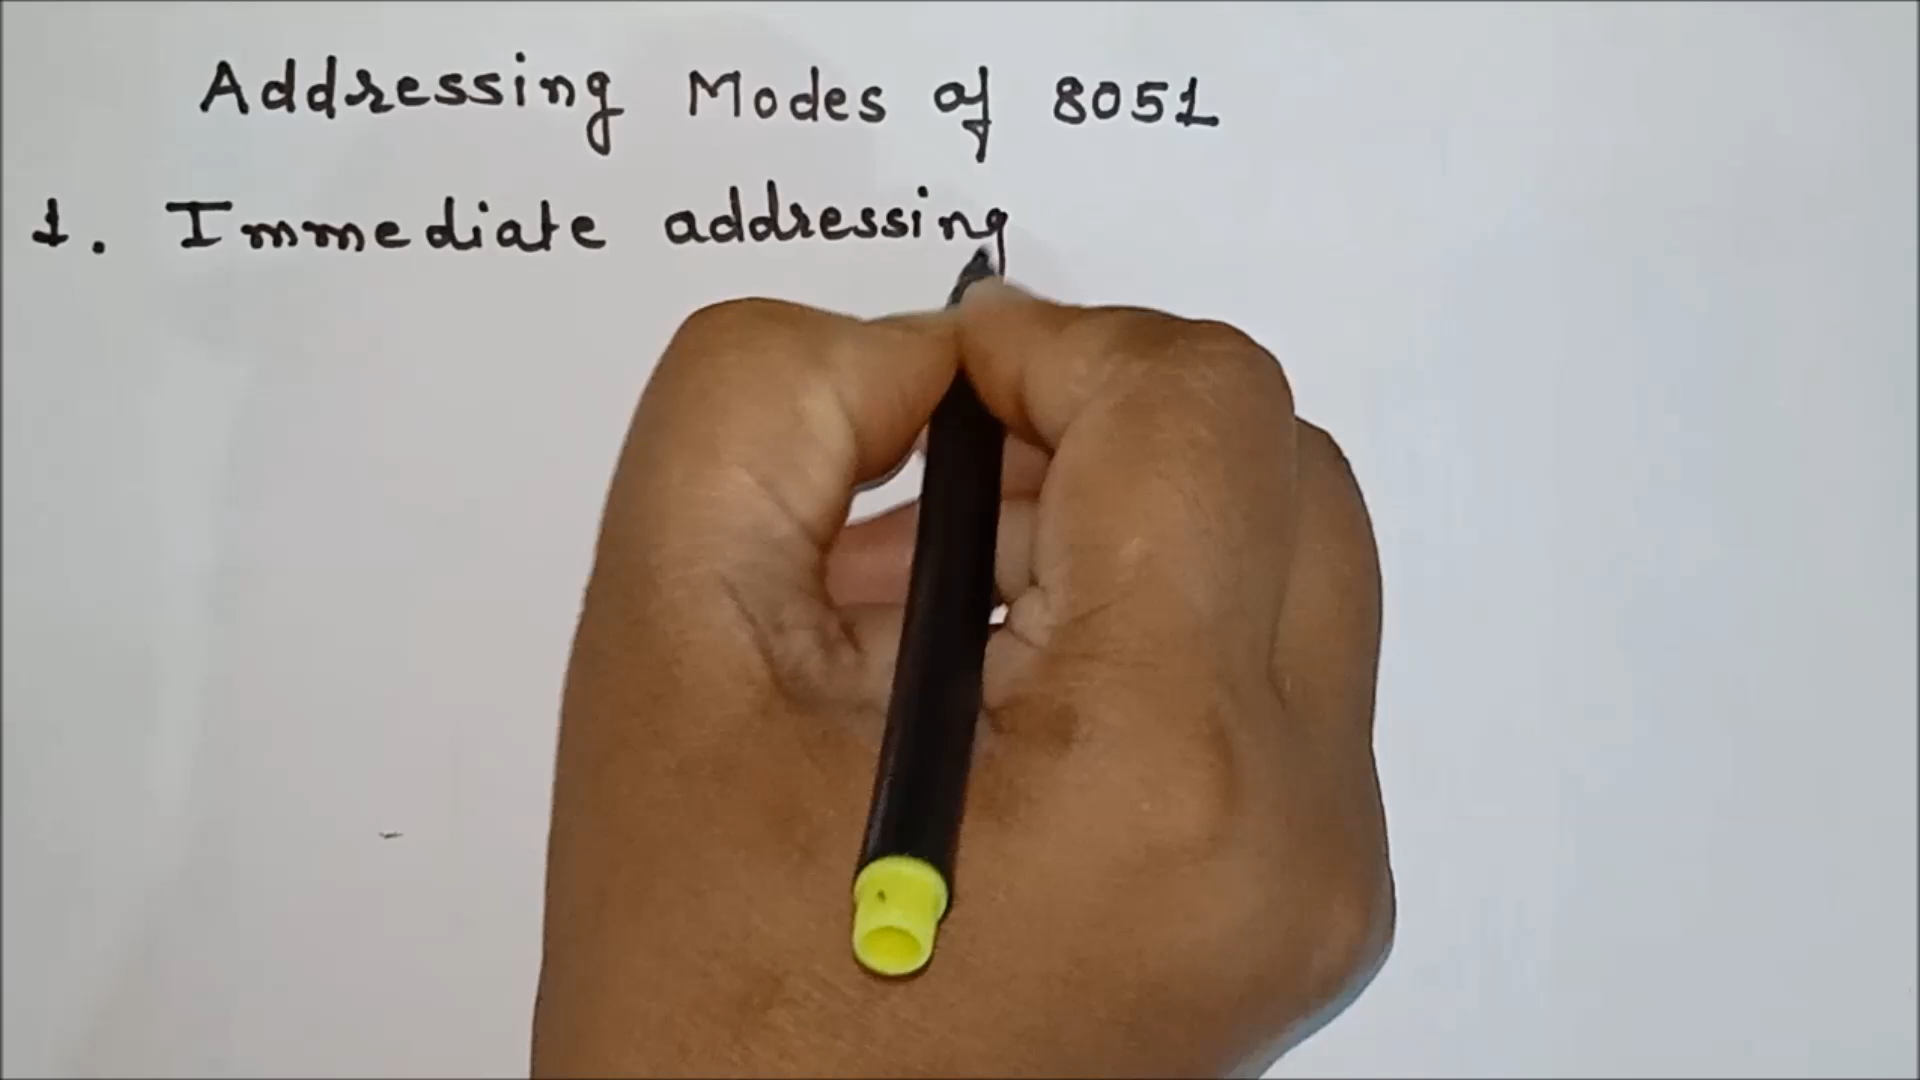 Addressing Modes of 8051
1. Immediate addressing